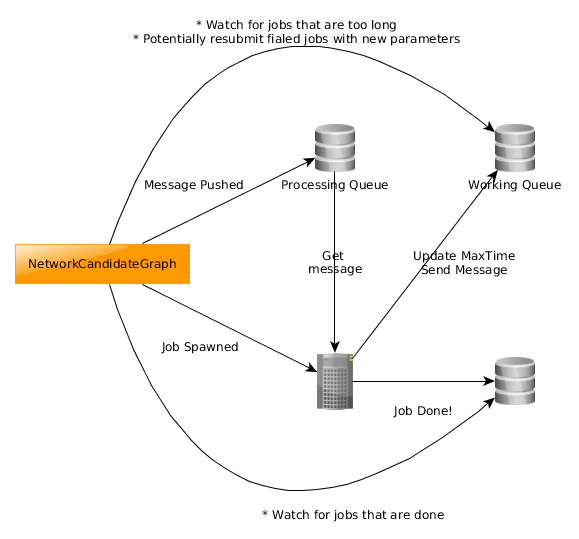 * Watch for jobs that are too long
* Potentially resubmit fialed jobs with new parameters
Message Pushed
Processing Queue
Working Queue
NetworkCandidateGraph
Get
message
Update MaxTime
Send Message
Job Spawned
Job Done!
* Watch for jobs that are done